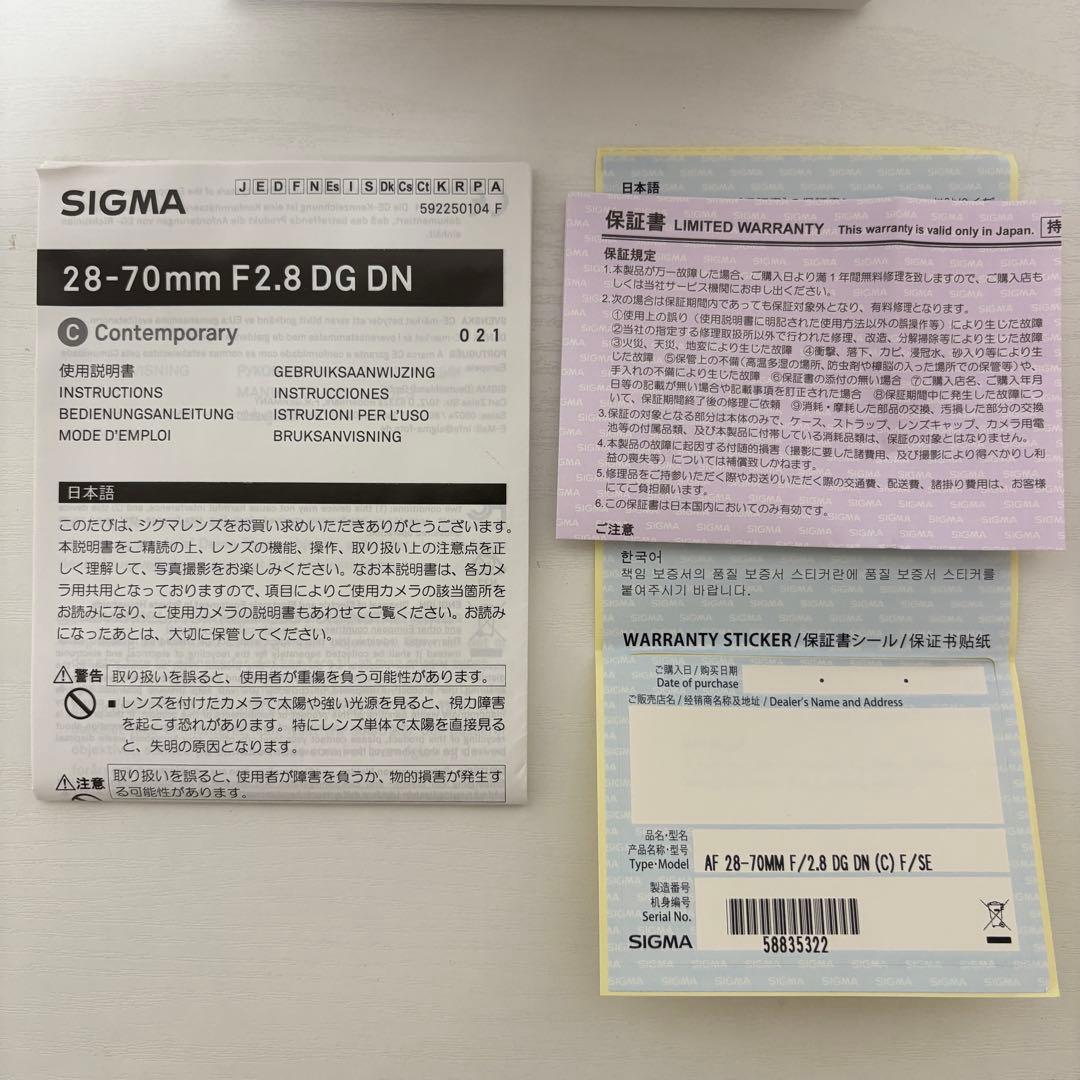 SIGMA
J E D F N Es I S Dk Cs Ct K R P A
592250104 F
28-70mm F2.8 DG DN
C Contemporary 021
使用説明書 GEBRUIKSAANWIJZING
INSTRUCTIONS INSTRUCCIONES
BEDIENUNGSANLEITUNG ISTRUZIONI PER L'USO
MODE D'EMPLOI BRUKSANVISNING
日本語
このたびは、シグマレンズをお買い求めいただきありがとうございます。
本説明書をご精読の上、レンズの機能、操作、取り扱い上の注意点を正
しく理解して、写真撮影をお楽しみください。なお本説明書は、各カメ
ラ用共用となっておりますので、項目によりご使用カメラの該当箇所を
お読みになり、ご使用カメラの説明書もあわせてご覧ください。お読み
になったあとは、大切に保管してください。
⚠警告 取り扱いを誤ると、使用者が重傷を負う可能性があります。
■ レンズを付けたカメラで太陽や強い光源を見ると、視力障害
を起こす恐れがあります。特にレンズ単体で太陽を直接見る
と、失明の原因となります。
⚠注意 取り扱いを誤ると、使用者が障害を負うか、物的損害が発生す
る可能性があります。
日本語
保証書 LIMITED WARRANTY This warranty is valid only in Japan. 持
保証規定
1.本製品が万一故障した場合、ご購入日より満1年間無料修理を致しますので、ご購入店も
しくは当社サービス機関にお申し出ください。
2.次の場合は保証期間内であっても保証対象外となり、有料修理となります。
①使用上の誤り（使用説明書に明記された使用方法以外の誤操作等）により生じた故障
②当社の指定する修理取扱所以外で行われた修理、改造、分解掃除等により生じた故障
③火災、天災、地変により生じた故障 ④衝撃、落下、カビ、浸冠水、砂入り等により生
じた故障 ⑤保管上の不備(高温多湿の場所、防虫剤や樟脳の入った場所での保管等)や、
手入れの不備により生じた故障 ⑥保証書の添付の無い場合 ⑦ご購入店名、ご購入年月
日等の記載が無い場合や記載事項を訂正された場合 ⑧保証期間中に発生した故障につ
いて、保証期間終了後の修理ご依頼 ⑨消耗・摩耗した部品の交換、汚損した部分の交換
3.保証の対象となる部分は本体のみで、ケース、ストラップ、レンズキャップ、カメラ用電
池等の付属品類、及び本製品に付帯している消耗品類は、保証の対象とはなりません。
4.本製品の故障に起因する付随的損害（撮影に要した諸費用、及び撮影により得べかりし利
益の喪失等）については補償致しかねます。
5.修理品をご持参いただく際やお送りいただく際の交通費、配送費、諸掛り費用は、お客様
にてご負担願います。
6.この保証書は日本国内においてのみ有効です。
ご注意
한국어
책임 보증서의 품질 보증서 스티커란에 품질 보증서 스티커를
붙여주시기 바랍니다.
WARRANTY STICKER/保証書シール/保证书贴纸
ご購入日/购买日期
Date of purchase
ご販売店名/经销商名称及地址/Dealer's Name and Address
品名・型名
产品名称・型号
Type・Model AF 28-70MM F/2.8 DG DN (C) F/SE
製造番号
机身编号
Serial No.
SIGMA 58835322